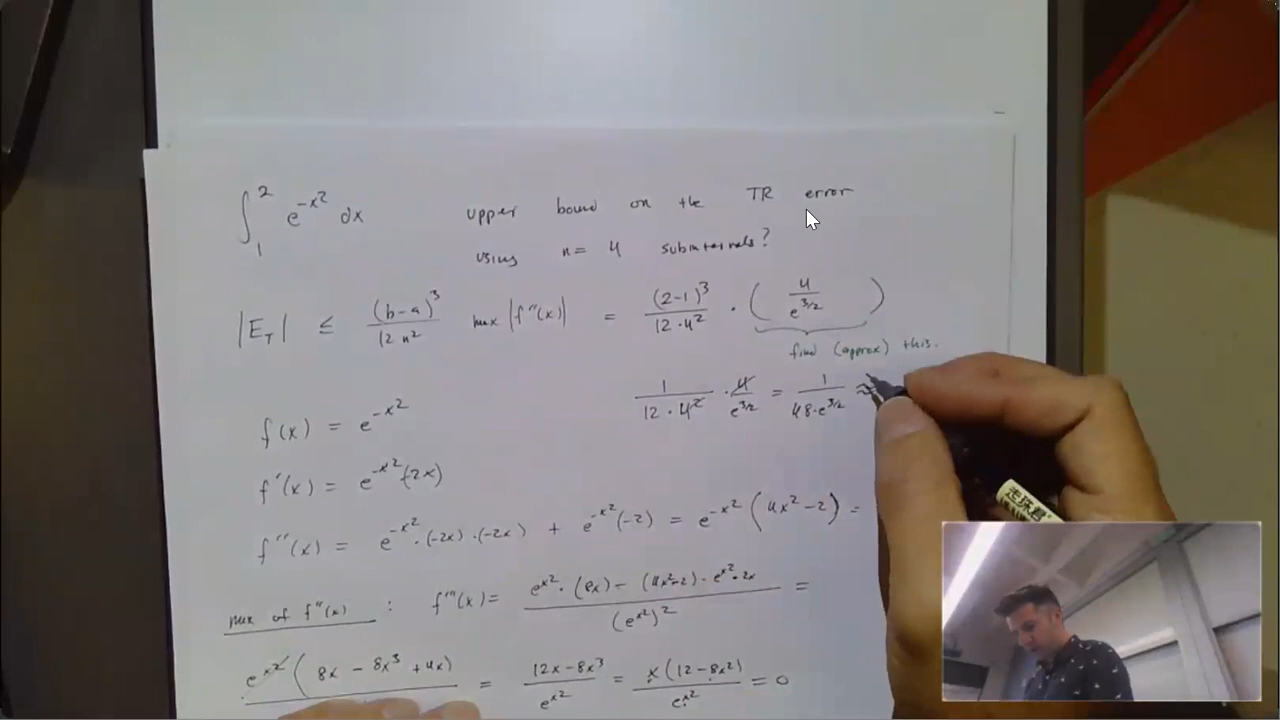 ∫₁² e^{-x²} dx upper bound on the TR error
using n = 4 subintervals?
|E_T| ≤ (b-a)³/(12 n²) max |f''(x)| = (2-1)³/(12·4²) · (4/e^{3/2})
find (approx) this.
1/(12·4²) · 4/e^{3/2} = 1/(48·e^{3/2}) ≈
f(x) = e^{-x²}
f'(x) = e^{-x²}(-2x)
f''(x) = e^{-x²}·(-2x)·(-2x) + e^{-x²}(-2) = e^{-x²}(4x²-2) =
max of f''(x) : f'''(x) = (e^{x²}·(8x) - (4x²-2)·e^{x²}·2x)/(e^{x²})² =
e^{x²}(8x - 8x³ + 4x) = (12x-8x³)/e^{x²} = x(12-8x²)/e^{x²} = 0
走珠君